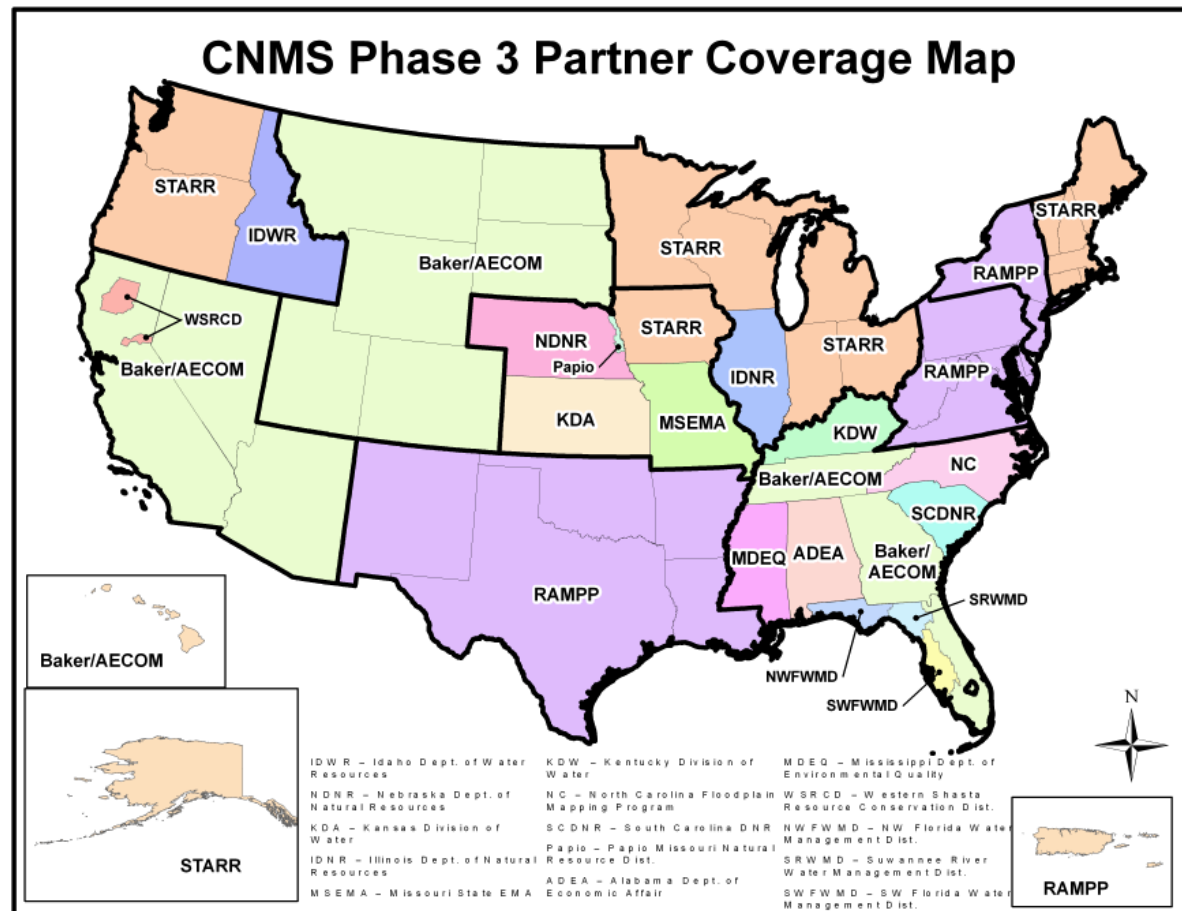 CNMS Phase 3 Partner Coverage Map
STARR
IDWR
Baker/AECOM
STARR
STARR
RAMPP
WSRCD
Baker/AECOM
NDNR
Papio
STARR
IDNR
STARR
RAMPP
KDA
MSEMA
KDW
Baker/AECOM
NC
SCDNR
MDEQ
ADEA
Baker/
AECOM
RAMPP
SRWMD
NWFWMD
SWFWMD
Baker/AECOM
STARR
N
IDWR – Idaho Dept. of Water
Resources
NDNR – Nebraska Dept. of
Natural Resources
KDA – Kansas Division of
Water
IDNR – Illinois Dept. of Natural
Resources
MSEMA – Missouri State EMA
KDW – Kentucky Division of
Water
NC – North Carolina Floodplain
Mapping Program
SCDNR – South Carolina DNR
Papio – Papio Missouri Natural
Resource Dist.
ADEA – Alabama Dept. of
Economic Affair
MDEQ – Mississippi Dept. of
Environmental Quality
WSRCD – Western Shasta
Resource Conservation Dist.
NWFWMD – NW Florida Water
Management Dist.
SRWMD – Suwannee River
Water Management Dist.
SWFWMD – SW Florida Water
Management Dist.
RAMPP